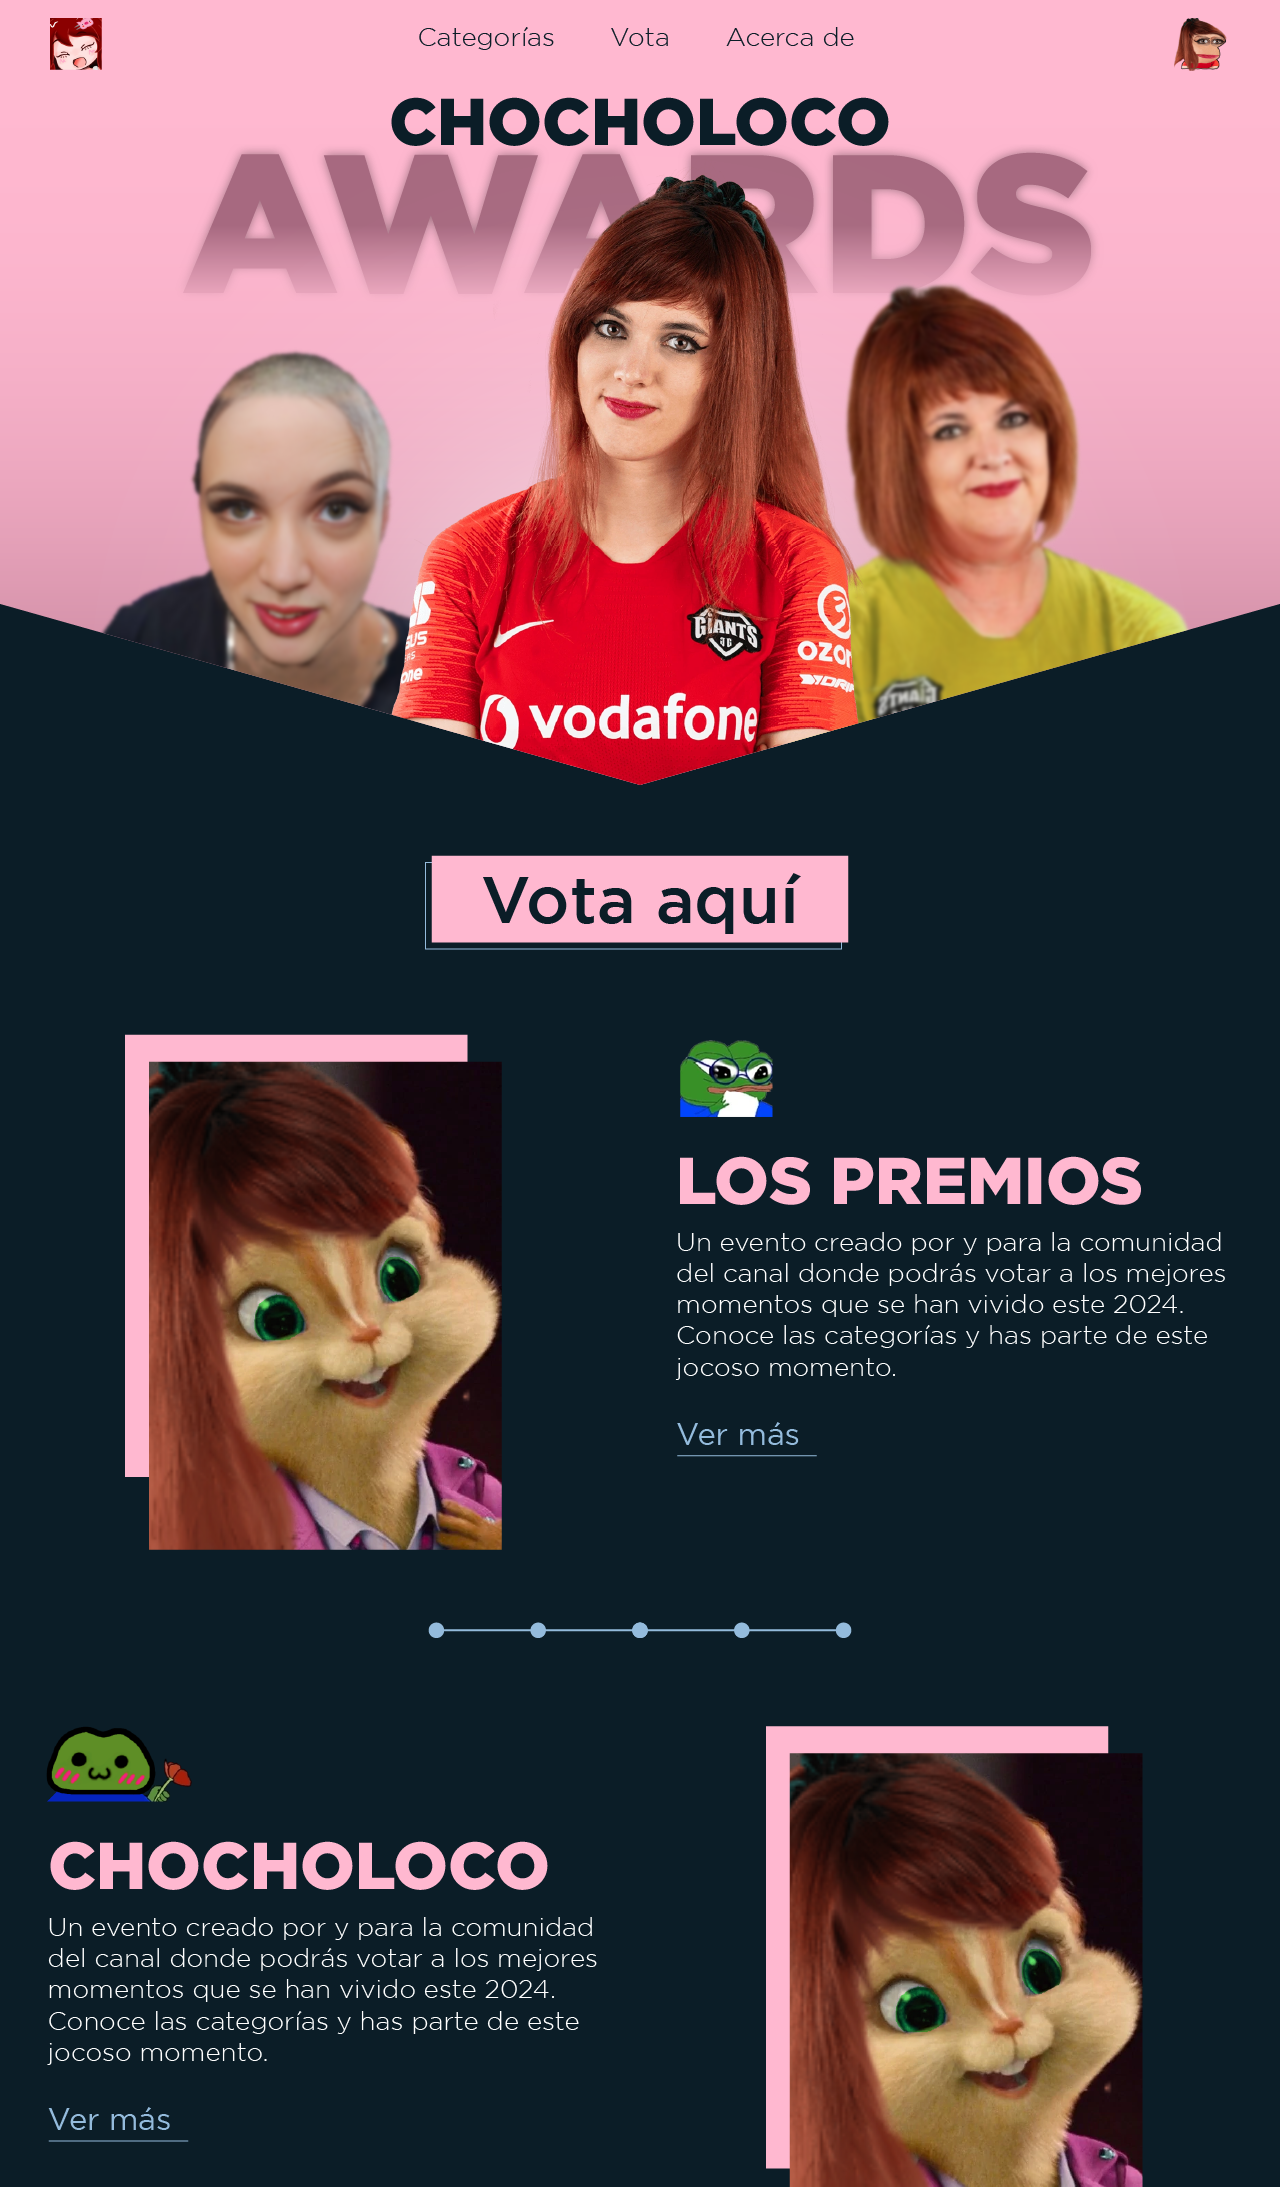 Categorías Vota Acerca de
CHOCHOLOCO
AWARDS
GIANTS
OZON
vodafone
Vota aquí
LOS PREMIOS
Un evento creado por y para la comunidad
del canal donde podrás votar a los mejores
momentos que se han vivido este 2024.
Conoce las categorías y has parte de este
jocoso momento.
Ver más
CHOCHOLOCO
Un evento creado por y para la comunidad
del canal donde podrás votar a los mejores
momentos que se han vivido este 2024.
Conoce las categorías y has parte de este
jocoso momento.
Ver más